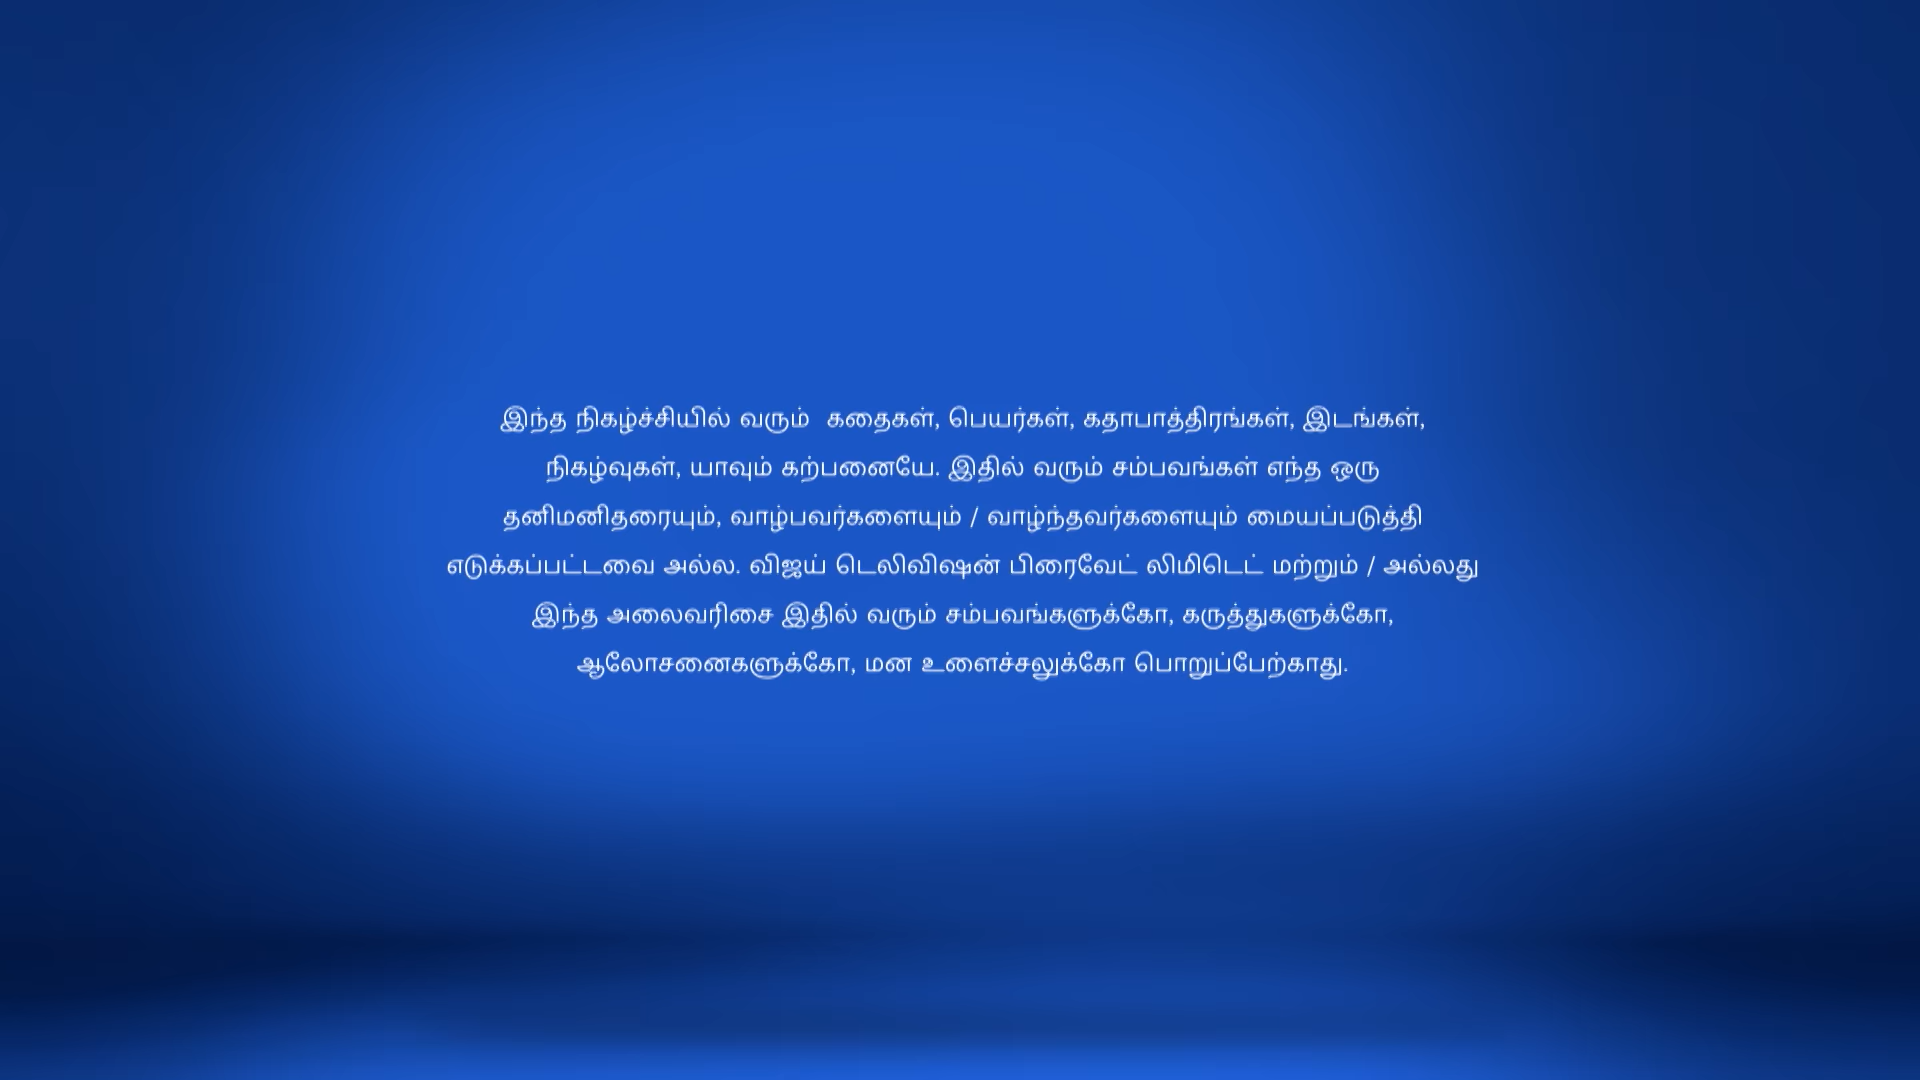 இந்த நிகழ்ச்சியில் வரும்  கதைகள், பெயர்கள், கதாபாத்திரங்கள், இடங்கள்,
நிகழ்வுகள், யாவும் கற்பனையே. இதில் வரும் சம்பவங்கள் எந்த ஒரு
தனிமனிதரையும், வாழ்பவர்களையும் / வாழ்ந்தவர்களையும் மையப்படுத்தி
எடுக்கப்பட்டவை அல்ல. விஜய் டெலிவிஷன் பிரைவேட் லிமிடெட் மற்றும் / அல்லது
இந்த அலைவரிசை இதில் வரும் சம்பவங்களுக்கோ, கருத்துகளுக்கோ,
ஆலோசனைகளுக்கோ, மன உளைச்சலுக்கோ பொறுப்பேற்காது.